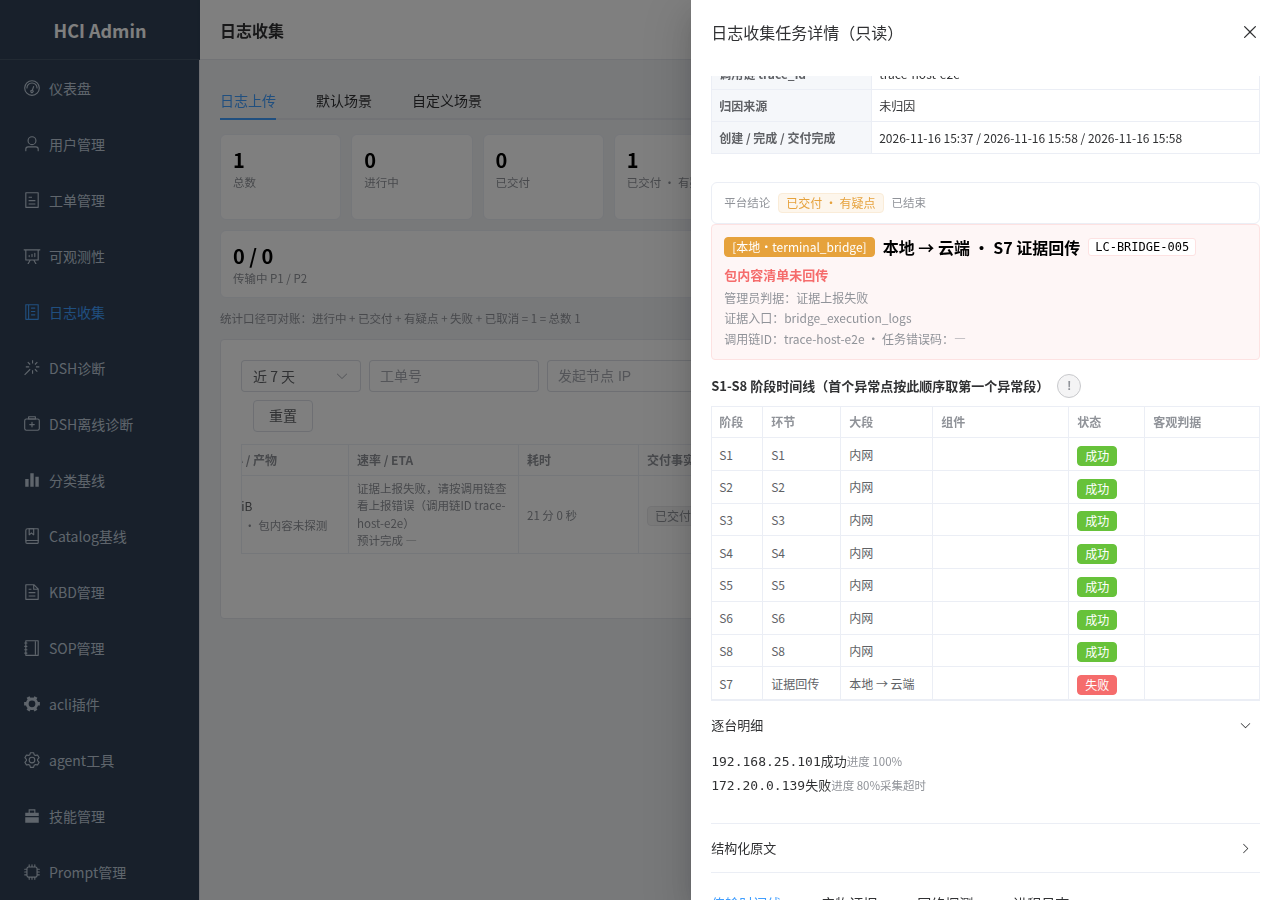 HCI Admin
仪表盘
用户管理
工单管理
可观测性
日志收集
DSH诊断
DSH离线诊断
分类基线
Catalog基线
KBD管理
SOP管理
acli插件
agent工具
技能管理
Prompt管理
日志收集
日志上传 默认场景 自定义场景
1 总数
0 进行中
0 已交付
1 已交付 · 有
0 / 0
传输中 P1 / P2
统计口径可对账：进行中 + 已交付 + 有疑点 + 失败 + 已取消 = 1 = 总数 1
近 7 天 工单号 发起节点 IP
重置
/ 产物 速率 / ETA 耗时 交付事实
iB
· 包内容未探测
证据上报失败，请按调用链查
看上报错误（调用链ID trace-
host-e2e）
预计完成 —
21 分 0 秒
已交付
日志收集任务详情（只读）
调用链 trace_id trace-host-e2e
归因来源 未归因
创建 / 完成 / 交付完成 2026-11-16 15:37 / 2026-11-16 15:58 / 2026-11-16 15:58
平台结论 已交付 · 有疑点 已结束
[本地·terminal_bridge] 本地 → 云端 · S7 证据回传 LC-BRIDGE-005
包内容清单未回传
管理员判据：证据上报失败
证据入口：bridge_execution_logs
调用链ID：trace-host-e2e · 任务错误码：—
S1-S8 阶段时间线（首个异常点按此顺序取第一个异常段） !
阶段 环节 大段 组件 状态 客观判据
S1 S1 内网 成功
S2 S2 内网 成功
S3 S3 内网 成功
S4 S4 内网 成功
S5 S5 内网 成功
S6 S6 内网 成功
S8 S8 内网 成功
S7 证据回传 本地 → 云端 失败
逐台明细
192.168.25.101成功进度 100%
172.20.0.139失败进度 80%采集超时
结构化原文